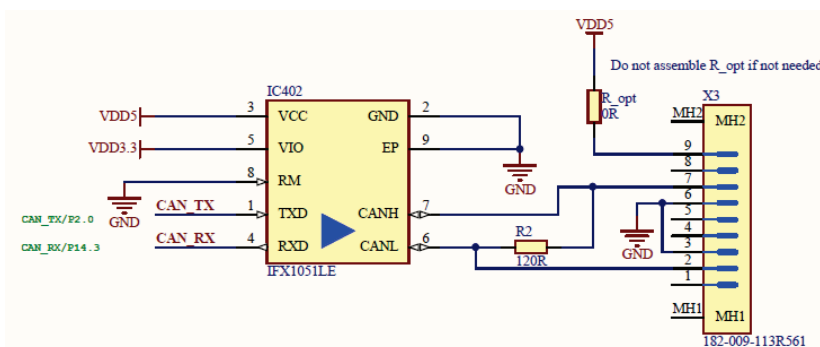 VDD5
Do not assemble R_opt if not needed
IC402
X3
R_opt
0R
MH2
MH2
VDD5
3
VCC
GND
2
VDD3.3
5
VIO
EP
9
9
8
8
RM
GND
GND
7
CAN_TX/P2.0
CAN_TX
1
TXD
CANH
7
6
5
CAN_RX/P14.3
CAN_RX
4
RXD
CANL
6
R2
120R
GND
4
3
2
1
IFX1051LE
MH1
MH1
182-009-113R561